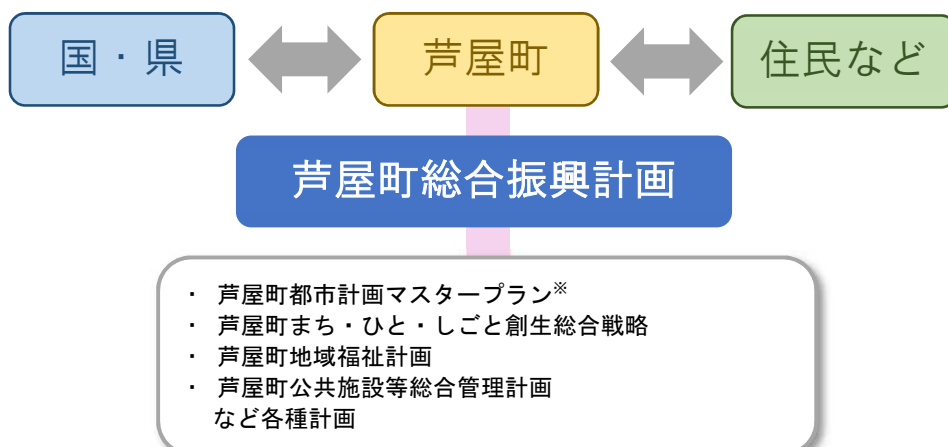 国・県
芦屋町
住民など
芦屋町総合振興計画
・ 芦屋町都市計画マスタープラン※
・ 芦屋町まち・ひと・しごと創生総合戦略
・ 芦屋町地域福祉計画
・ 芦屋町公共施設等総合管理計画
など各種計画